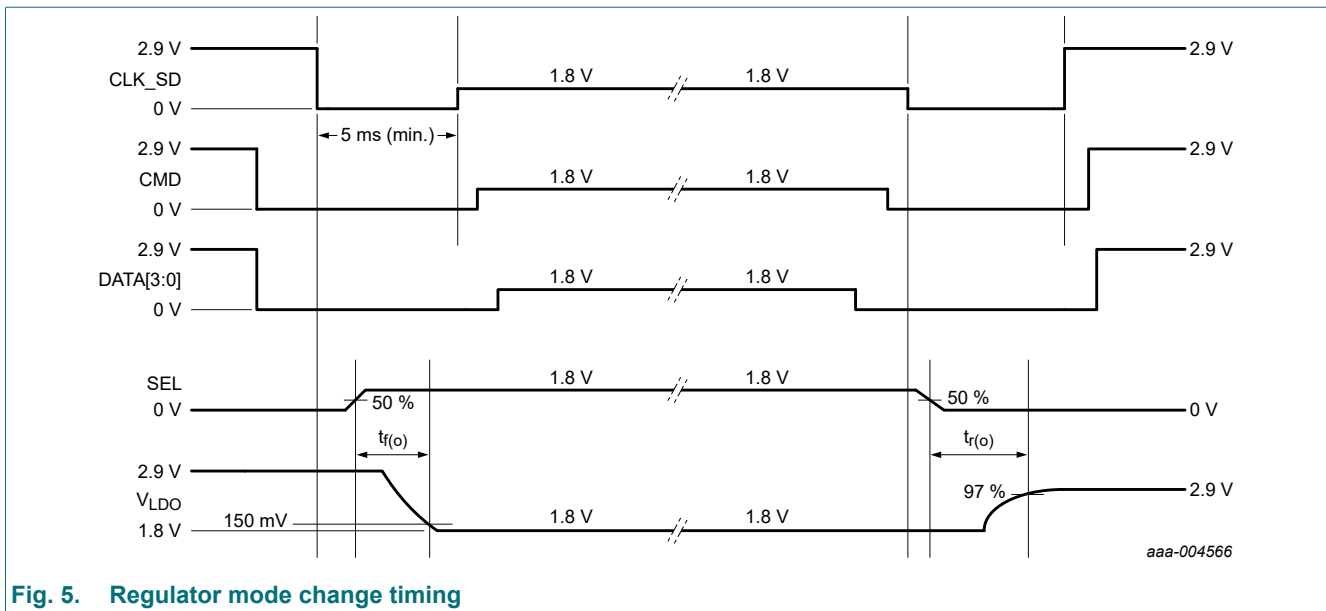 2.9 V
2.9 V
CLK_SD
1.8 V
1.8 V
0 V
5 ms (min.)
2.9 V
2.9 V
CMD
1.8 V
1.8 V
0 V
2.9 V
2.9 V
DATA[3:0]
1.8 V
1.8 V
0 V
SEL
1.8 V
1.8 V
0 V
50 %
50 %
0 V
tf(o)
tr(o)
2.9 V
97 %
2.9 V
VLDO
150 mV
1.8 V
1.8 V
1.8 V
aaa-004566
Fig. 5. Regulator mode change timing